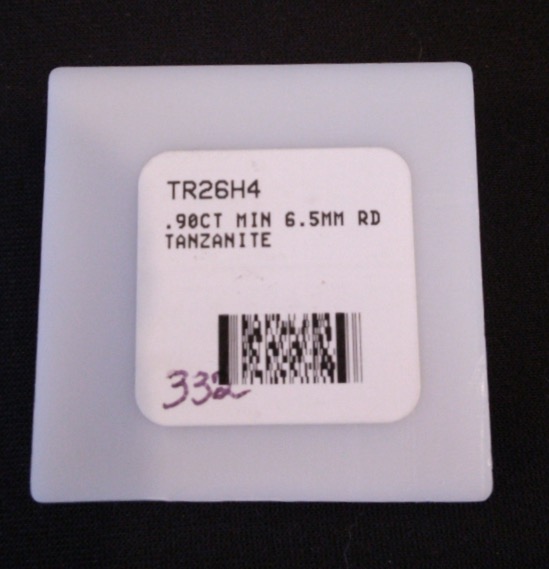 TR26H4
.90CT MIN 6.5MM RD
TANZANITE
332